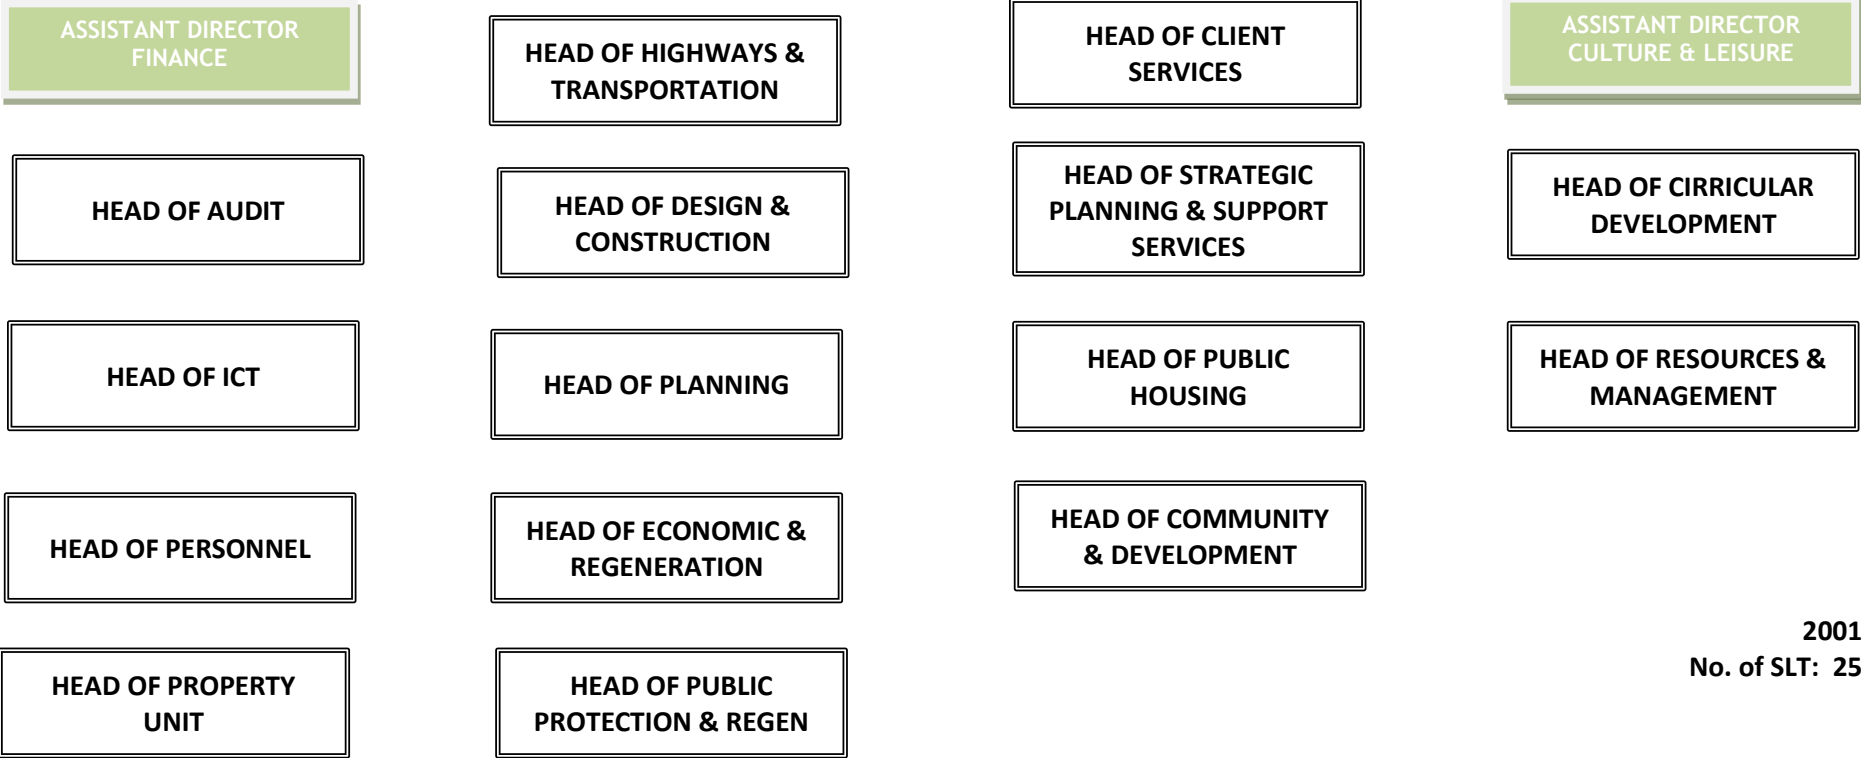 ASSISTANT DIRECTOR
FINANCE
HEAD OF AUDIT
HEAD OF ICT
HEAD OF PERSONNEL
HEAD OF PROPERTY
UNIT
HEAD OF HIGHWAYS &
TRANSPORTATION
HEAD OF DESIGN &
CONSTRUCTION
HEAD OF PLANNING
HEAD OF ECONOMIC &
REGENERATION
HEAD OF PUBLIC
PROTECTION & REGEN
HEAD OF CLIENT
SERVICES
HEAD OF STRATEGIC
PLANNING & SUPPORT
SERVICES
HEAD OF PUBLIC
HOUSING
HEAD OF COMMUNITY
& DEVELOPMENT
ASSISTANT DIRECTOR
CULTURE & LEISURE
HEAD OF CIRRICULAR
DEVELOPMENT
HEAD OF RESOURCES &
MANAGEMENT
2001
No. of SLT: 25